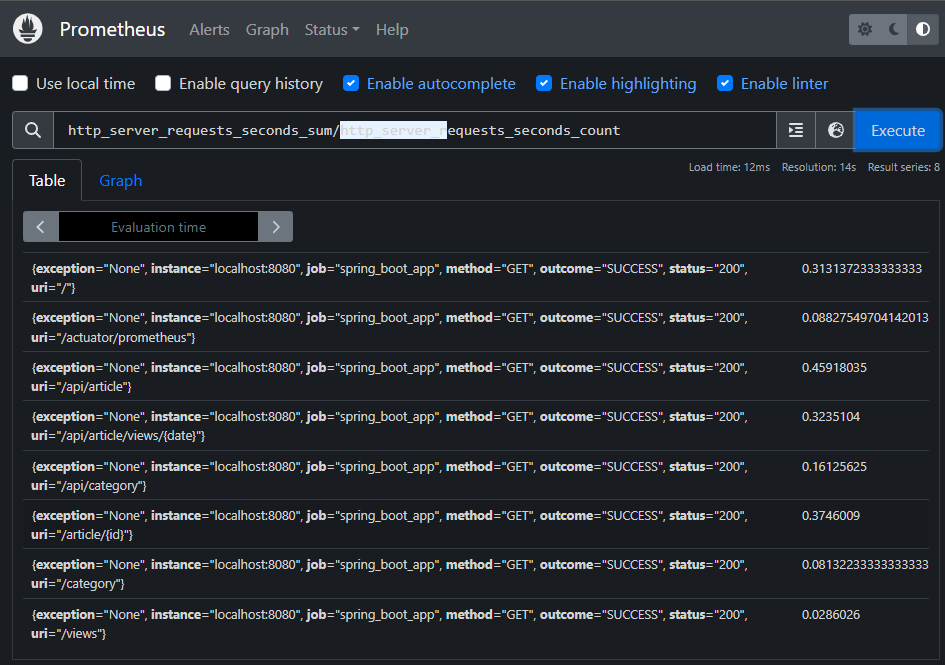 Prometheus Alerts Graph Status Help
Use local time Enable query history Enable autocomplete Enable highlighting Enable linter
http_server_requests_seconds_sum/http_server_requests_seconds_count Execute
Load time: 12ms Resolution: 14s Result series: 8
Table Graph
Evaluation time
{exception="None", instance="localhost:8080", job="spring_boot_app", method="GET", outcome="SUCCESS", status="200", 0.3131372333333333
uri="/"}
{exception="None", instance="localhost:8080", job="spring_boot_app", method="GET", outcome="SUCCESS", status="200", 0.08827549704142013
uri="/actuator/prometheus"}
{exception="None", instance="localhost:8080", job="spring_boot_app", method="GET", outcome="SUCCESS", status="200", 0.45918035
uri="/api/article"}
{exception="None", instance="localhost:8080", job="spring_boot_app", method="GET", outcome="SUCCESS", status="200", 0.3235104
uri="/api/article/views/{date}"}
{exception="None", instance="localhost:8080", job="spring_boot_app", method="GET", outcome="SUCCESS", status="200", 0.16125625
uri="/api/category"}
{exception="None", instance="localhost:8080", job="spring_boot_app", method="GET", outcome="SUCCESS", status="200", 0.3746009
uri="/article/{id}"}
{exception="None", instance="localhost:8080", job="spring_boot_app", method="GET", outcome="SUCCESS", status="200", 0.08132233333333333
uri="/category"}
{exception="None", instance="localhost:8080", job="spring_boot_app", method="GET", outcome="SUCCESS", status="200", 0.0286026
uri="/views"}